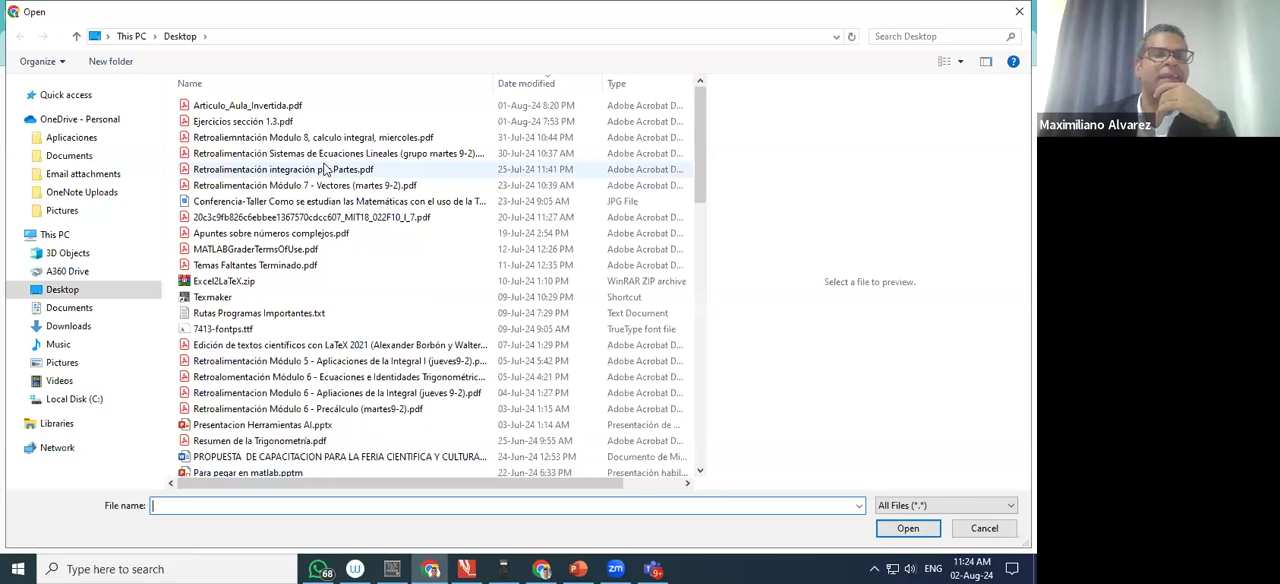 Open
This PC > Desktop >
Search Desktop
Organize
New folder
Name
Date modified
Type
Quick access
OneDrive - Personal
Aplicaciones
Documents
Email attachments
OneNote Uploads
Pictures
This PC
3D Objects
A360 Drive
Desktop
Documents
Downloads
Music
Pictures
Videos
Local Disk (C:)
Libraries
Network
Articulo_Aula_Invertida.pdf 01-Aug-24 8:20 PM Adobe Acrobat D...
Ejercicios sección 1.3.pdf 01-Aug-24 7:53 PM Adobe Acrobat D...
Retroaliemntación Modulo 8, calculo integral, miercoles.pdf 31-Jul-24 10:44 PM Adobe Acrobat D...
Retroalimentación Sistemas de Ecuaciones Lineales (grupo martes 9-2).... 30-Jul-24 10:37 AM Adobe Acrobat D...
Retroalimentación integración Partes.pdf 25-Jul-24 11:41 PM Adobe Acrobat D...
Retroalimentación Módulo 7 - Vectores (martes 9-2).pdf 23-Jul-24 10:39 AM Adobe Acrobat D...
Conferencia-Taller Como se estudian las Matemáticas con el uso de la T... 23-Jul-24 9:05 AM JPG File
20c3c9fb826c6ebbee1367570cdcc607_MIT18_022F10_l_7.pdf 20-Jul-24 11:27 AM Adobe Acrobat D...
Apuntes sobre números complejos.pdf 19-Jul-24 2:54 PM Adobe Acrobat D...
MATLABGraderTermsOfUse.pdf 12-Jul-24 12:26 PM Adobe Acrobat D...
Temas Faltantes Terminado.pdf 11-Jul-24 12:35 PM Adobe Acrobat D...
Excel2LaTeX.zip 10-Jul-24 1:10 PM WinRAR ZIP archive
Texmaker 09-Jul-24 10:29 PM Shortcut
Rutas Programas Importantes.txt 09-Jul-24 7:29 PM Text Document
7413-fontps.ttf 09-Jul-24 9:05 AM TrueType font file
Edición de textos científicos con LaTeX 2021 (Alexander Borbón y Walter... 07-Jul-24 1:29 PM Adobe Acrobat D...
Retroalimentación Módulo 5 - Aplicaciones de la Integral I (jueves9-2).p... 05-Jul-24 5:42 PM Adobe Acrobat D...
Retroalomentación Módulo 6 - Ecuaciones e Identidades Trigonométric... 05-Jul-24 4:21 PM Adobe Acrobat D...
Retroalimentación Modulo 6 - Apliaciones de la Integral (jueves 9-2).pdf 04-Jul-24 1:27 PM Adobe Acrobat D...
Retroalimentación Módulo 6 - Precálculo (martes9-2).pdf 03-Jul-24 1:15 AM Adobe Acrobat D...
Presentacion Herramientas AI.pptx 03-Jul-24 1:14 AM Presentación de ...
Resumen de la Trigonometría.pdf 25-Jun-24 9:55 AM Adobe Acrobat D...
PROPUESTA DE CAPACITACION PARA LA FERIA CIENTIFICA Y CULTURA... 24-Jun-24 12:53 PM Documento de Mi...
Para pegar en matlab.pptm 22-Jun-24 6:33 PM Presentación habil...
Select a file to preview.
File name:
All Files (*.*)
Open
Cancel
Maximiliano Alvarez
Type here to search
68
zm
ENG
11:24 AM
02-Aug-24